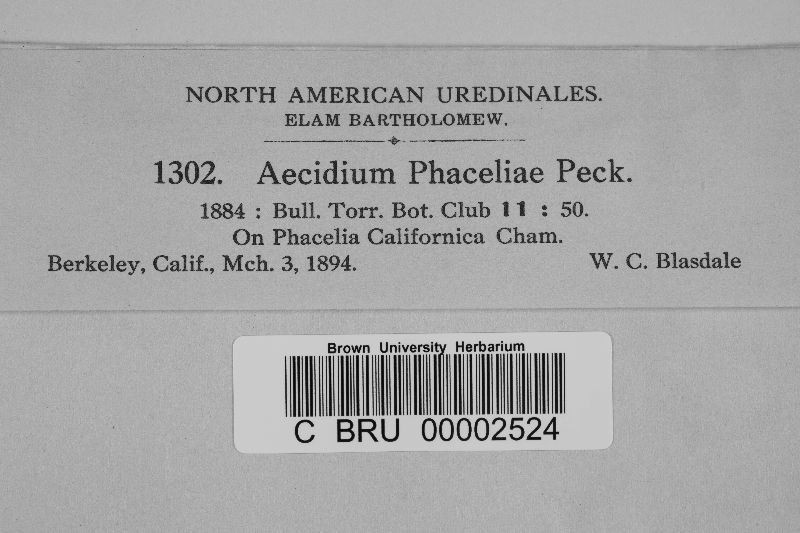 NORTH AMERICAN UREDINALES.
ELAM BARTHOLOMEW.
1302. Aecidium Phaceliae Peck.
1884 : Bull. Torr. Bot. Club 11 : 50.
On Phacelia Californica Cham.
Berkeley, Calif., Mch. 3, 1894. W. C. Blasdale
Brown University Herbarium
C BRU 00002524